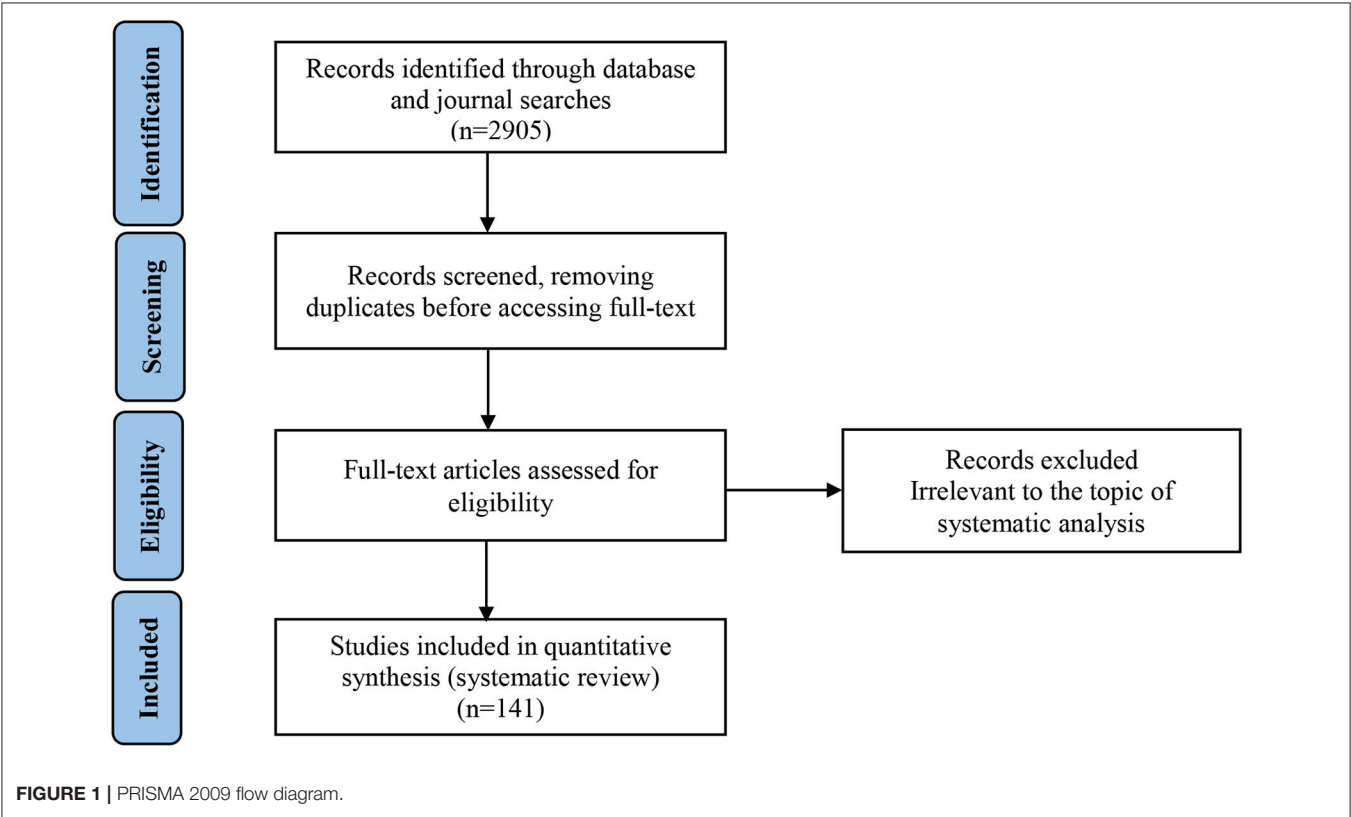 Identification
Records identified through database
and journal searches
(n=2905)
Screening
Records screened, removing
duplicates before accessing full-text
Eligibility
Full-text articles assessed for
eligibility
Records excluded
Irrelevant to the topic of
systematic analysis
Included
Studies included in quantitative
synthesis (systematic review)
(n=141)
FIGURE 1 | PRISMA 2009 flow diagram.